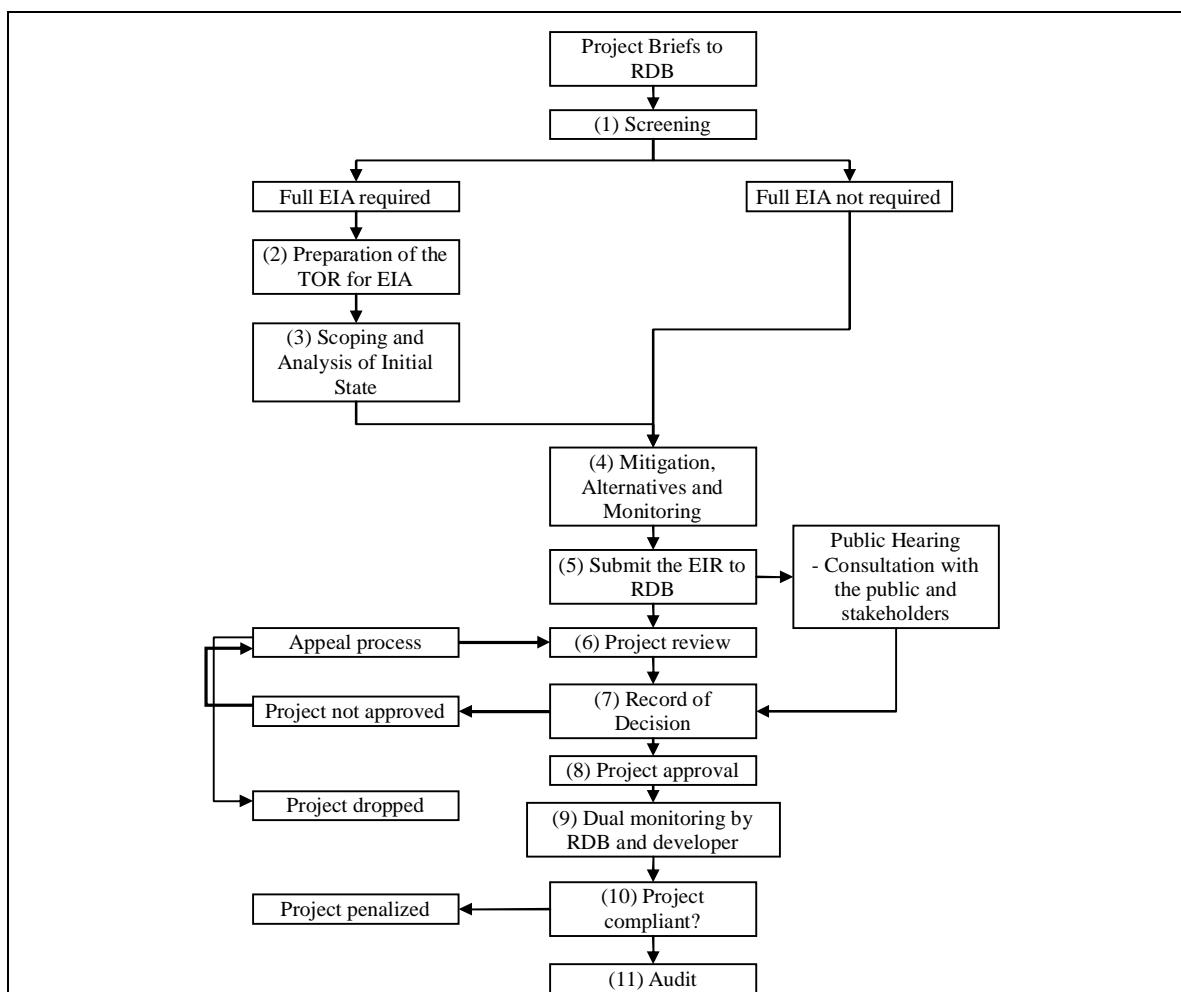 Project Briefs to
RDB
(1) Screening
Full EIA required
Full EIA not required
(2) Preparation of the
TOR for EIA
(3) Scoping and
Analysis of Initial
State
(4) Mitigation,
Alternatives and
Monitoring
(5) Submit the EIR to
RDB
Public Hearing
- Consultation with
the public and
stakeholders
Appeal process
(6) Project review
Project not approved
(7) Record of
Decision
(8) Project approval
Project dropped
(9) Dual monitoring by
RDB and developer
Project penalized
(10) Project
compliant?
(11) Audit